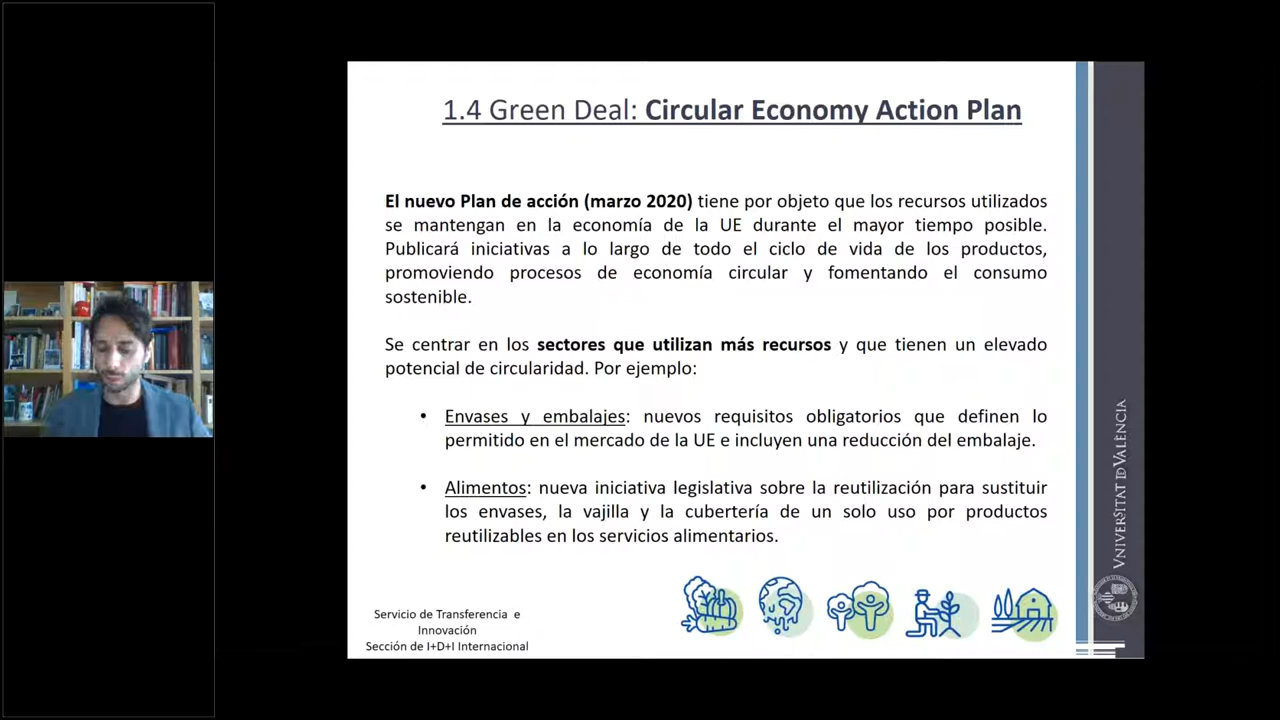 1.4 Green Deal: Circular Economy Action Plan
El nuevo Plan de acción (marzo 2020) tiene por objeto que los recursos utilizados
se mantengan en la economía de la UE durante el mayor tiempo posible.
Publicará iniciativas a lo largo de todo el ciclo de vida de los productos,
promoviendo procesos de economía circular y fomentando el consumo
sostenible.
Se centrar en los sectores que utilizan más recursos y que tienen un elevado
potencial de circularidad. Por ejemplo:
• Envases y embalajes: nuevos requisitos obligatorios que definen lo
permitido en el mercado de la UE e incluyen una reducción del embalaje.
• Alimentos: nueva iniciativa legislativa sobre la reutilización para sustituir
los envases, la vajilla y la cubertería de un solo uso por productos
reutilizables en los servicios alimentarios.
Servicio de Transferencia e
Innovación
Sección de I+D+I Internacional
VNIVERSITAT ID VALÈNCIA